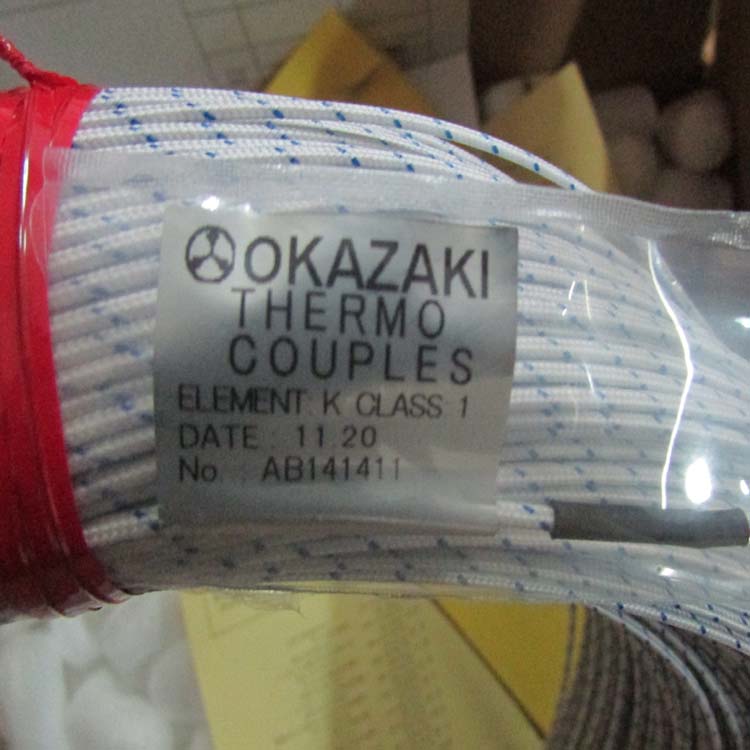 OKAZAKI
THERMO
COUPLES
ELEMENT : K CLASS 1
DATE : 11.20
No : AB141411